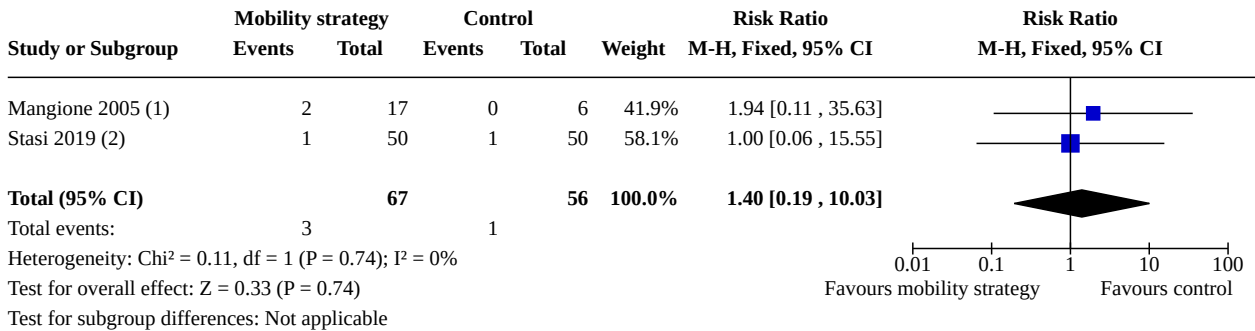 Mobility strategy Control Risk Ratio Risk Ratio
Study or Subgroup Events Total Events Total Weight M-H, Fixed, 95% CI M-H, Fixed, 95% CI
Mangione 2005 (1) 2 17 0 6 41.9% 1.94 [0.11 , 35.63]
Stasi 2019 (2) 1 50 1 50 58.1% 1.00 [0.06 , 15.55]
Total (95% CI) 67 56 100.0% 1.40 [0.19 , 10.03]
Total events: 3 1
Heterogeneity: Chi² = 0.11, df = 1 (P = 0.74); I² = 0%
0.01 0.1 1 10 100
Test for overall effect: Z = 0.33 (P = 0.74)
Favours mobility strategy Favours control
Test for subgroup differences: Not applicable